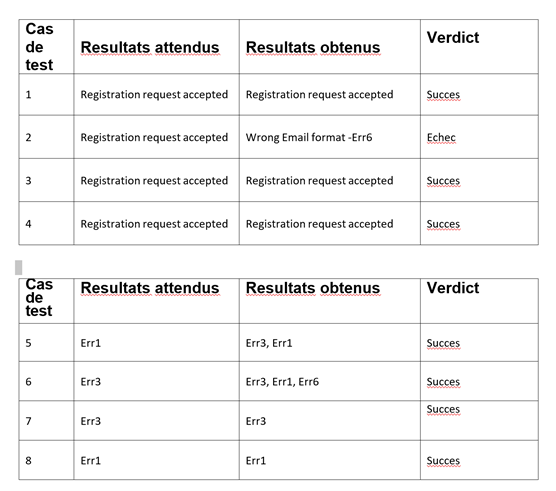 Cas de test Resultats attendus Resultats obtenus Verdict
1 Registration request accepted Registration request accepted Succes
2 Registration request accepted Wrong Email format -Err6 Echec
3 Registration request accepted Registration request accepted Succes
4 Registration request accepted Registration request accepted Succes
Cas de test Resultats attendus Resultats obtenus Verdict
5 Err1 Err3, Err1 Succes
6 Err3 Err3, Err1, Err6 Succes
7 Err3 Err3 Succes
8 Err1 Err1 Succes